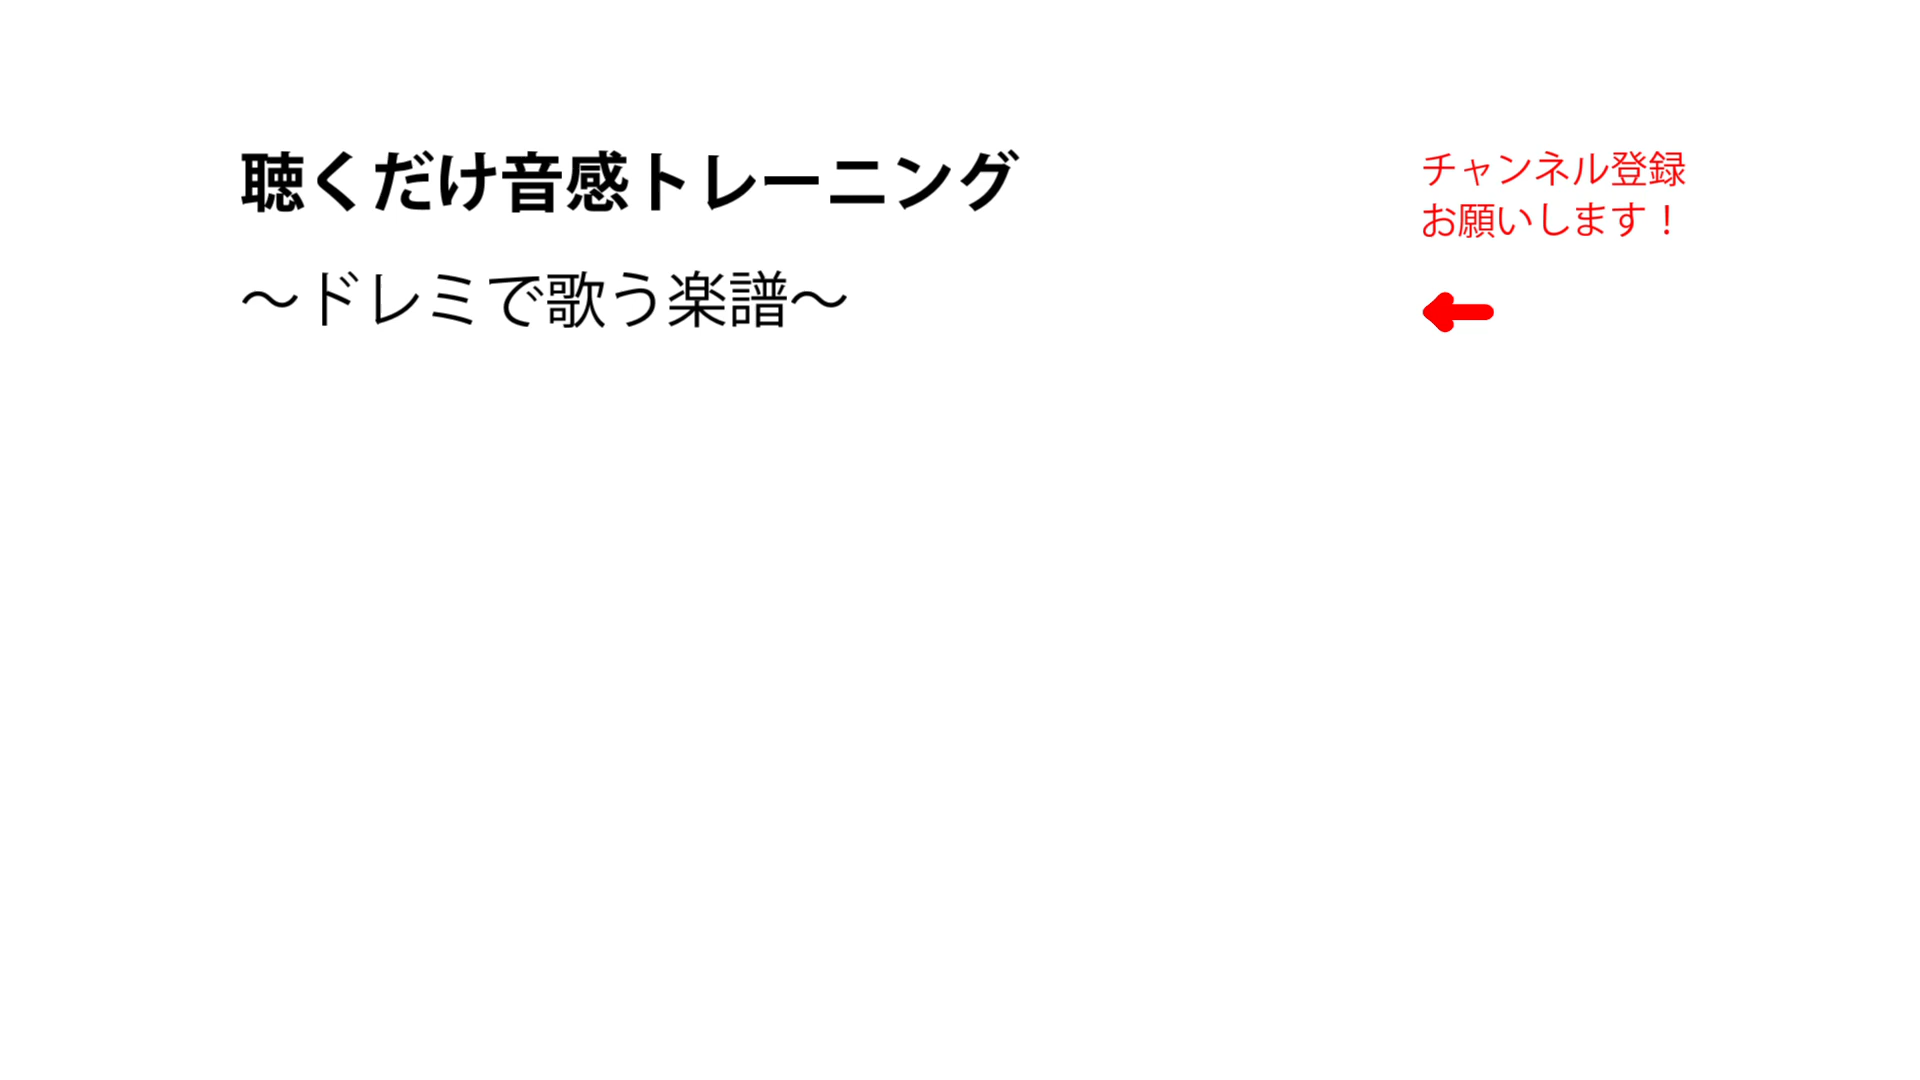 聴くだけ音感トレーニング
～ドレミで歌う楽譜～
チャンネル登録
お願いします！